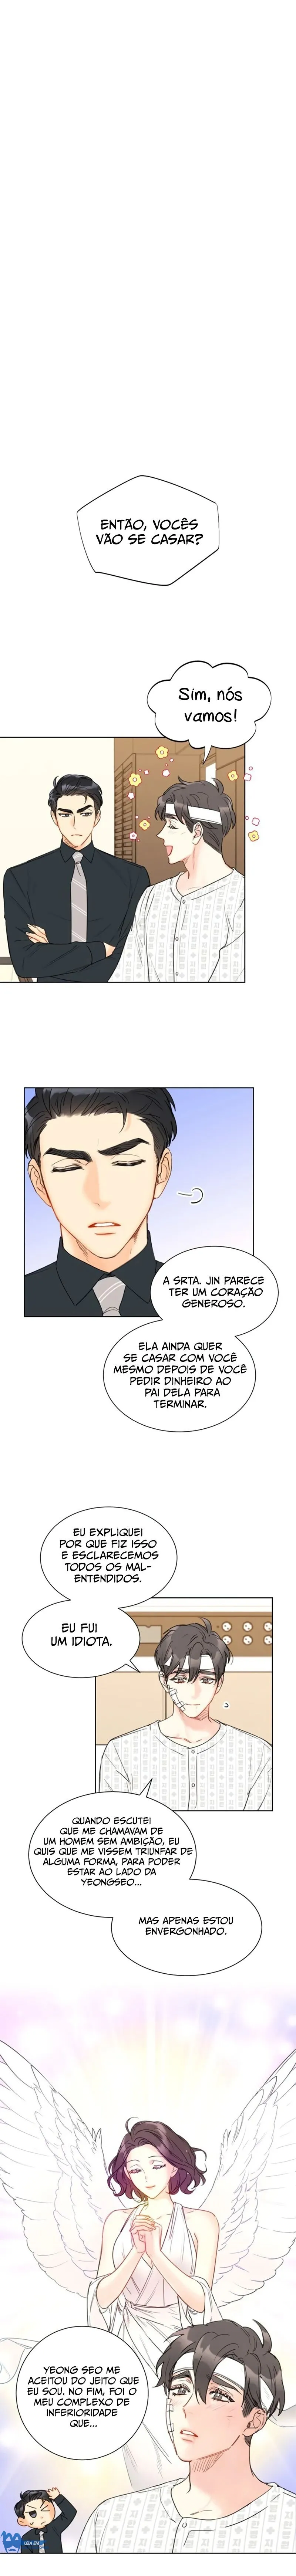 ENTÃO, VOCÊS
VÃO SE CASAR?
Sim, nós
vamos!
A SRTA. JIN PARECE
TER UM CORAÇÃO
GENEROSO.
ELA AINDA QUER
SE CASAR COM VOCÊ
MESMO DEPOIS DE VOCÊ
PEDIR DINHEIRO AO
PAI DELA PARA
TERMINAR.
EU EXPLIQUEI
POR QUE FIZ ISSO
E ESCLARECEMOS
TODOS OS MAL-
ENTENDIDOS.
EU FUI
UM IDIOTA.
QUANDO ESCUTEI
QUE ME CHAMAVAM DE
UM HOMEM SEM AMBIÇÃO, EU
QUIS QUE ME VISSEM TRIUNFAR DE
ALGUMA FORMA, PARA PODER
ESTAR AO LADO DA
YEONGSEO...
MAS APENAS ESTOU
ENVERGONHADO.
YEONG SEO ME
ACEITOU DO JEITO QUE
EU SOU. NO FIM, FOI O
MEU COMPLEXO DE
INFERIORIDADE
QUE...